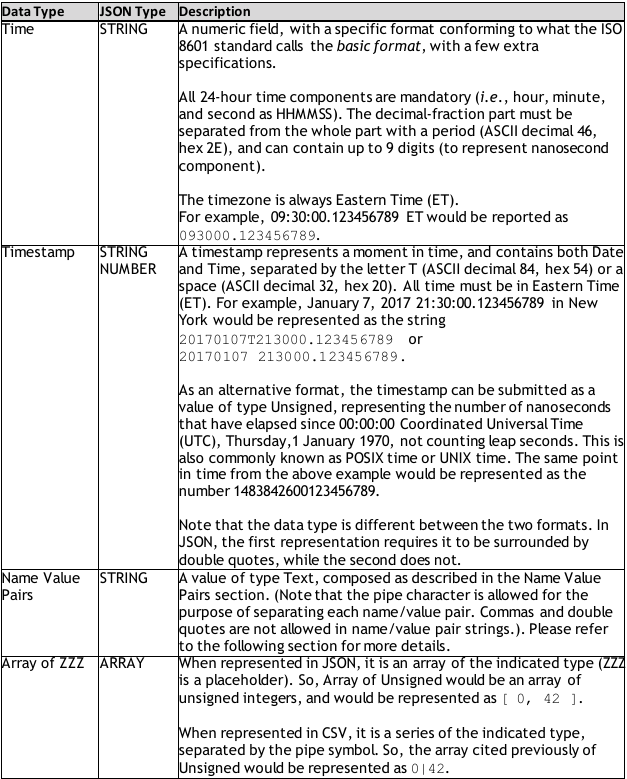 Data Type JSON Type Description
Time STRING A numeric field, with a specific format conforming to what the ISO
8601 standard calls the basic format, with a few extra
specifications.
All 24-hour time components are mandatory (i.e., hour, minute,
and second as HHMMSS). The decimal-fraction part must be
separated from the whole part with a period (ASCII decimal 46,
hex 2E), and can contain up to 9 digits (to represent nanosecond
component).
The timezone is always Eastern Time (ET).
For example, 09:30:00.123456789 ET would be reported as
093000.123456789.
Timestamp STRING A timestamp represents a moment in time, and contains both Date
NUMBER and Time, separated by the letter T (ASCII decimal 84, hex 54) or a
space (ASCII decimal 32, hex 20). All time must be in Eastern Time
(ET). For example, January 7, 2017 21:30:00.123456789 in New
York would be represented as the string
20170107T213000.123456789 or
20170107 213000.123456789.
As an alternative format, the timestamp can be submitted as a
value of type Unsigned, representing the number of nanoseconds
that have elapsed since 00:00:00 Coordinated Universal Time
(UTC), Thursday,1 January 1970, not counting leap seconds. This is
also commonly known as POSIX time or UNIX time. The same point
in time from the above example would be represented as the
number 1483842600123456789.
Note that the data type is different between the two formats. In
JSON, the first representation requires it to be surrounded by
double quotes, while the second does not.
Name Value STRING A value of type Text, composed as described in the Name Value
Pairs Pairs section. (Note that the pipe character is allowed for the
purpose of separating each name/value pair. Commas and double
quotes are not allowed in name/value pair strings.). Please refer
to the following section for more details.
Array of ZZZ ARRAY When represented in JSON, it is an array of the indicated type (ZZZ
is a placeholder). So, Array of Unsigned would be an array of
unsigned integers, and would be represented as [ 0, 42 ].
When represented in CSV, it is a series of the indicated type,
separated by the pipe symbol. So, the array cited previously of
Unsigned would be represented as 0|42.